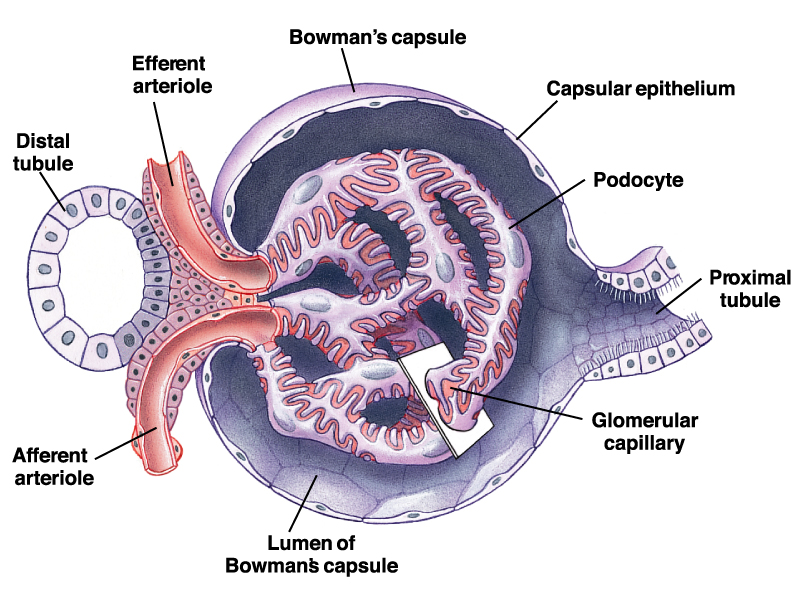 Bowman's capsule
Efferent
arteriole
Capsular epithelium
Distal
tubule
Podocyte
Proximal
tubule
Glomerular
capillary
Afferent
arteriole
Lumen of
Bowman's capsule